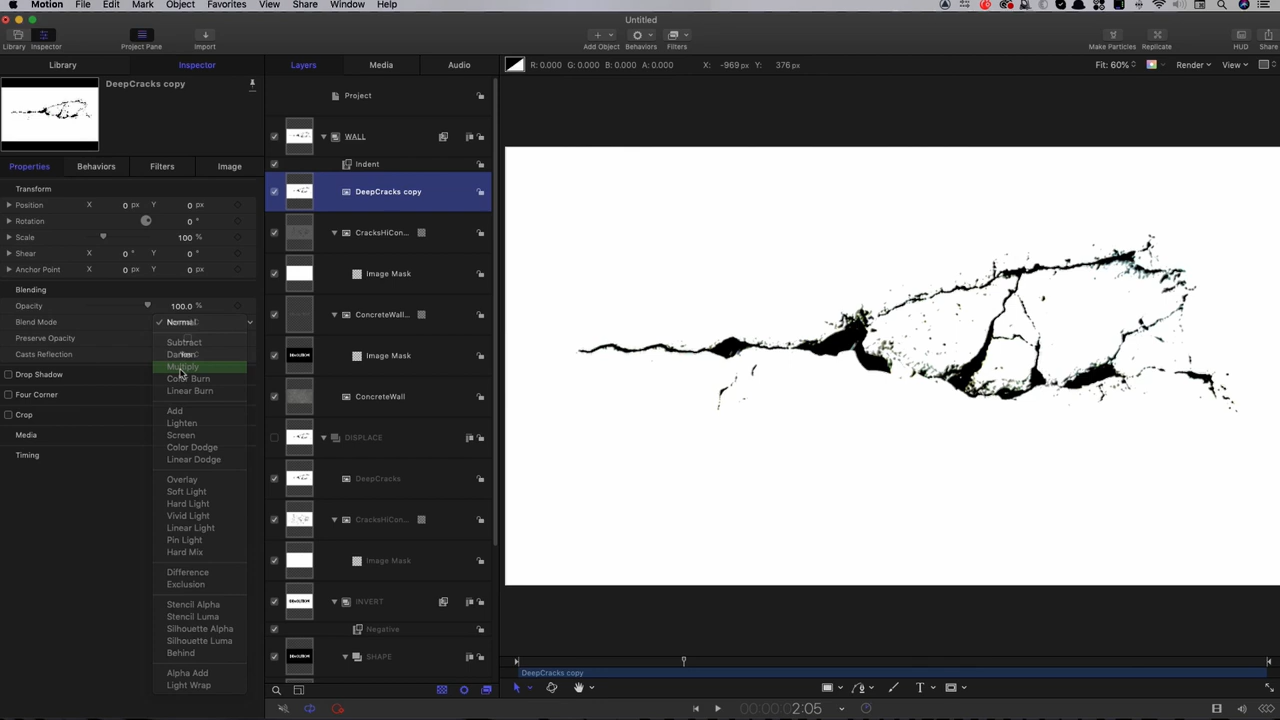 Motion File Edit Mark Object Favorites View Share Window Help
Untitled
Library Inspector Project Pane Import Add Object Behaviors Filters Make Particles Replicate HUD Share
Library Inspector Layers Media Audio R: 0.000 G: 0.000 B: 0.000 A: 0.000 X: -969 px Y: 376 px Fit: 60% Render View
DeepCracks copy
Project
WALL
Properties Behaviors Filters Image
Indent
Transform
DeepCracks copy
Position X 0 px Y 0 px
Rotation 0 °
CracksHiCon...
Scale 100 %
Shear X 0 ° Y 0 °
Anchor Point X 0 px Y 0 px
Image Mask
Blending
Opacity 100.0 %
ConcreteWall...
Blend Mode Normal
Preserve Opacity
Subtract
Casts Reflection
Darken
Image Mask
Multiply
Drop Shadow
Color Burn
Linear Burn
Four Corner
ConcreteWall
Crop
Add
Lighten
Media
Screen
DISPLACE
Color Dodge
Timing
Linear Dodge
Overlay
DeepCracks
Soft Light
Hard Light
Vivid Light
CracksHiCon...
Linear Light
Pin Light
Hard Mix
Image Mask
Difference
Exclusion
INVERT
Stencil Alpha
Stencil Luma
Silhouette Alpha
Negative
Silhouette Luma
Behind
SHAPE
Alpha Add
DeepCracks copy
Light Wrap
T
00:00:02:05